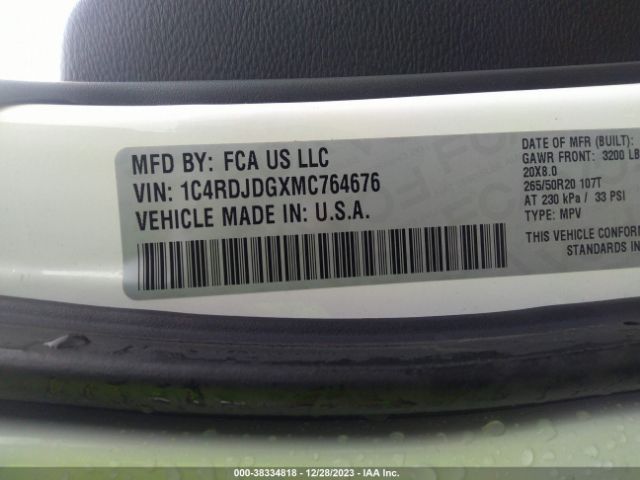 MFD BY: FCA US LLC
VIN: 1C4RDJDGXMC764676
VEHICLE MADE IN: U.S.A.
DATE OF MFR (BUILT):
GAWR FRONT: 3200 LB
20X8.0
265/50R20 107T
AT 230 kPa / 33 PSI
TYPE: MPV
THIS VEHICLE CONFOR
STANDARDS IN
000-38334818 - 12/28/2023 - IAA Inc.